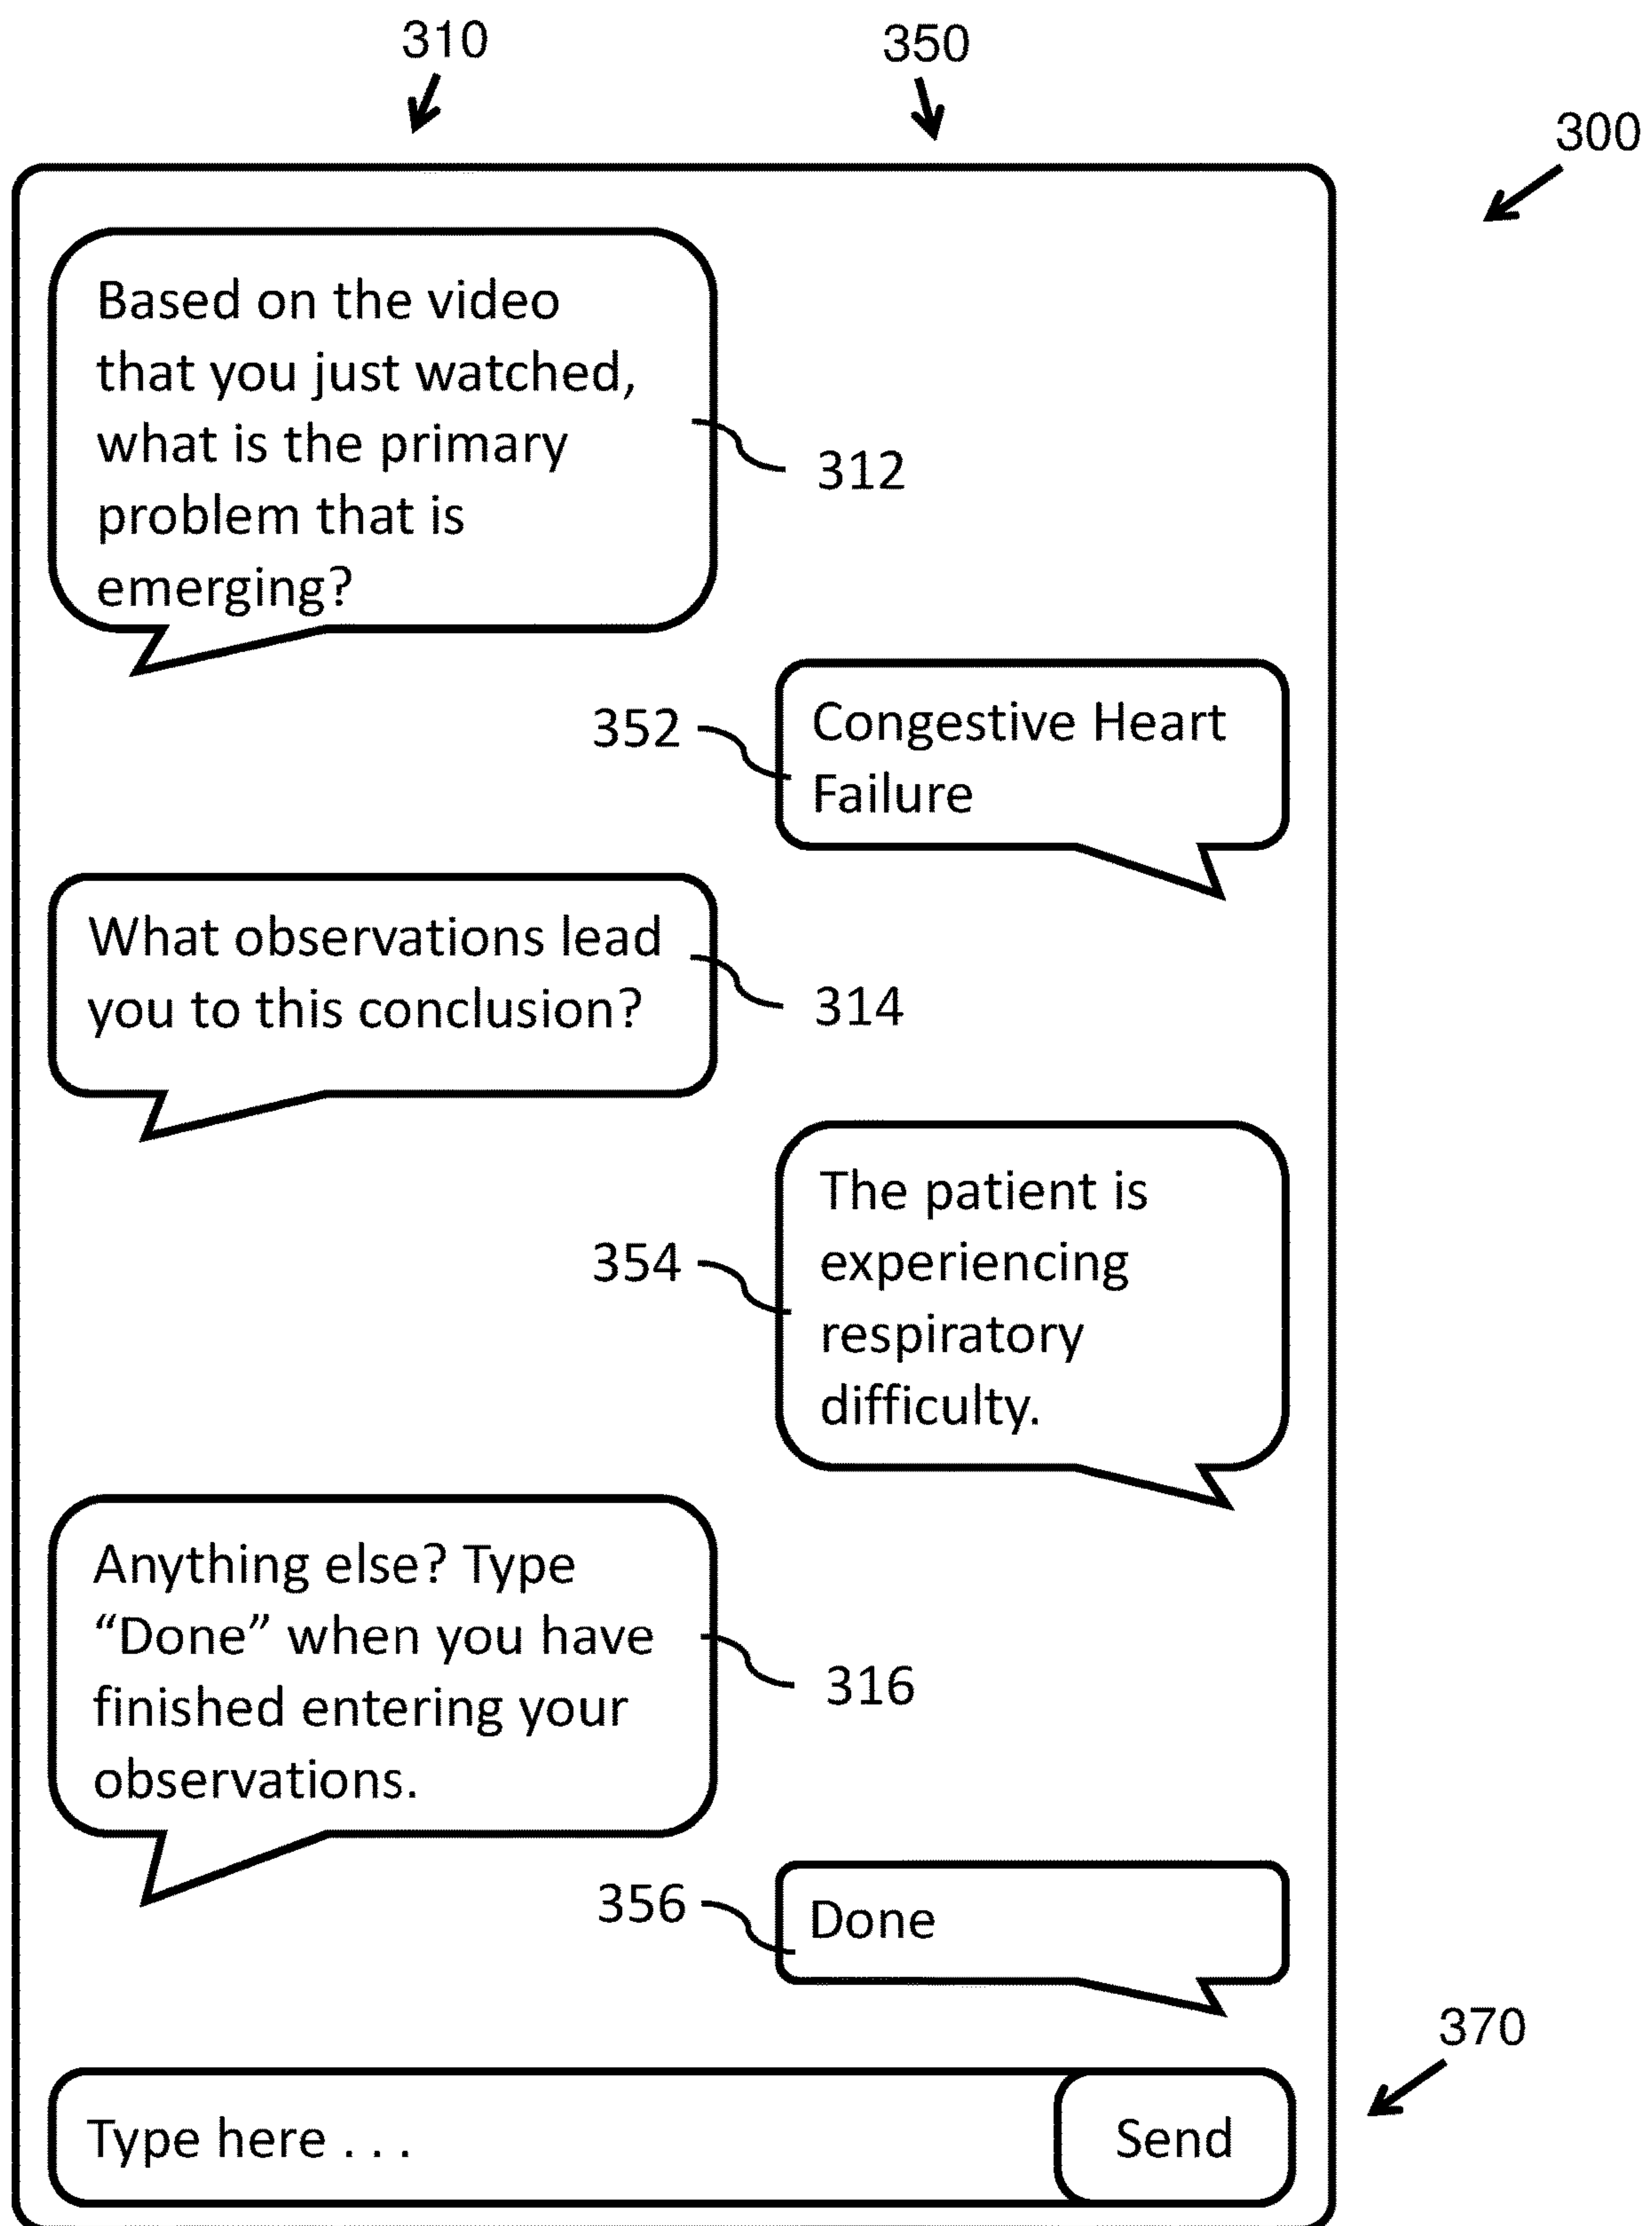 310
350
300
Based on the video
that you just watched,
what is the primary
problem that is
emerging?
312
352
Congestive Heart
Failure
What observations lead
you to this conclusion?
314
The patient is
experiencing
respiratory
difficulty.
354
Anything else? Type
“Done” when you have
finished entering your
observations.
316
356
Done
370
Type here . . .
Send